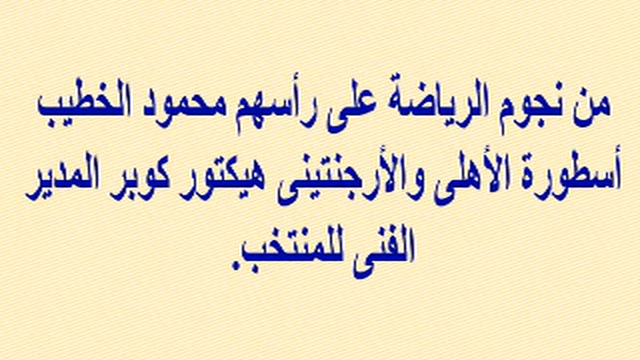 من نجوم الرياضة على رأسهم محمود الخطيب
أسطورة الأهلى والأرجنتينى هيكتور كوبر المدير
الفنى للمنتخب.